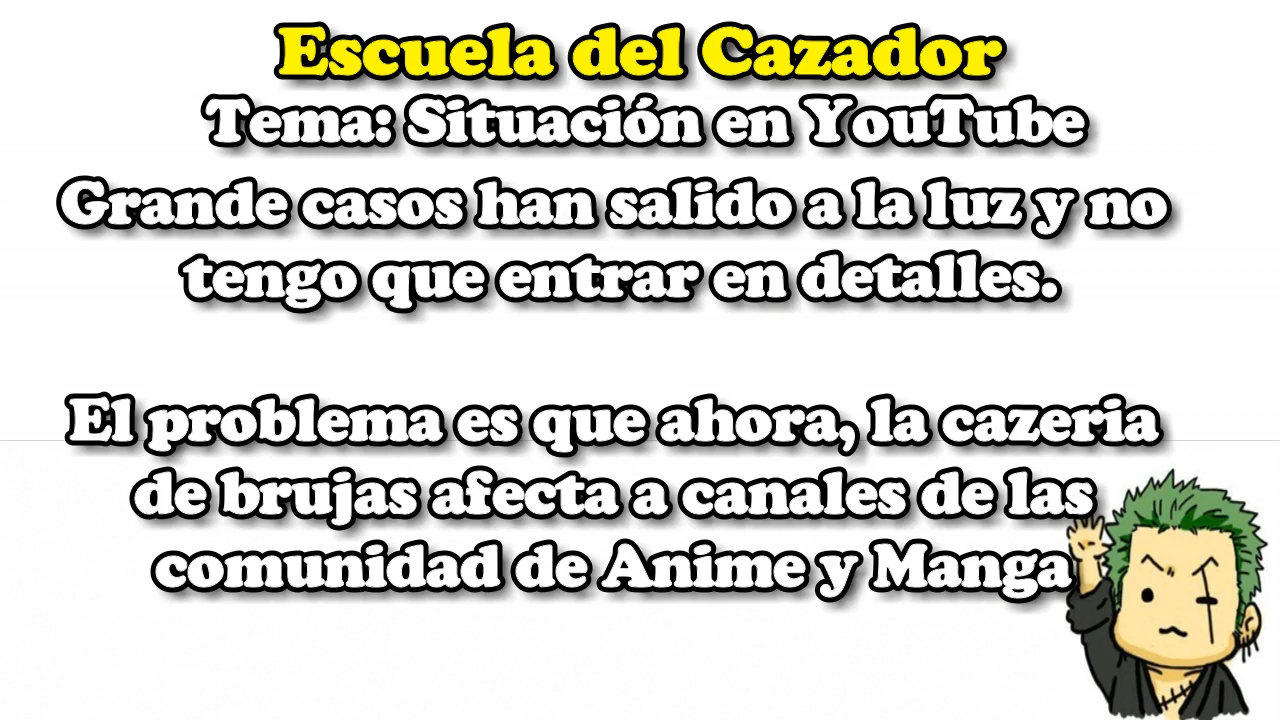 Escuela del Cazador
Tema: Situación en YouTube
Grande casos han salido a la luz y no
tengo que entrar en detalles.
El problema es que ahora, la cazeria
de brujas afecta a canales de las
comunidad de Anime y Manga